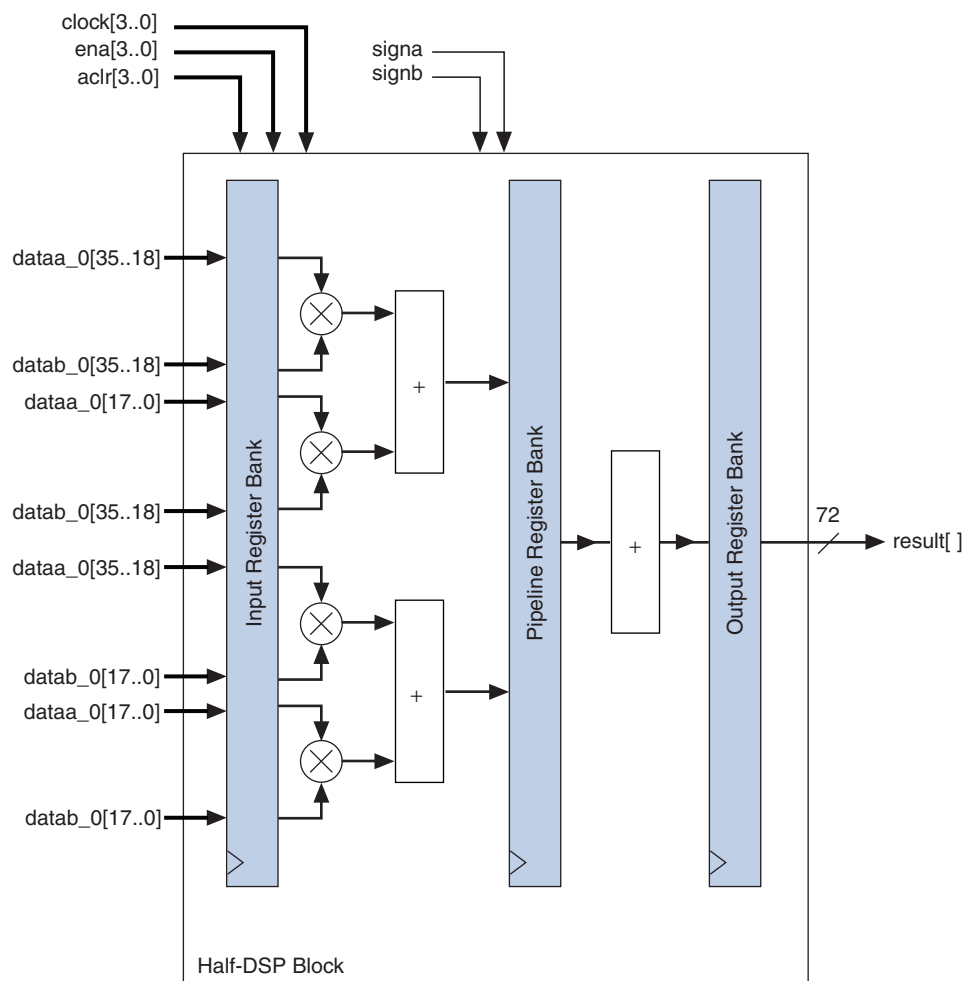 clock[3..0]
ena[3..0]
aclr[3..0]
signa
signb
dataa_0[35..18]
datab_0[35..18]
dataa_0[17..0]
datab_0[35..18]
dataa_0[35..18]
datab_0[17..0]
dataa_0[17..0]
datab_0[17..0]
Input Register Bank
+
+
Pipeline Register Bank
+
Output Register Bank
72
result[ ]
Half-DSP Block